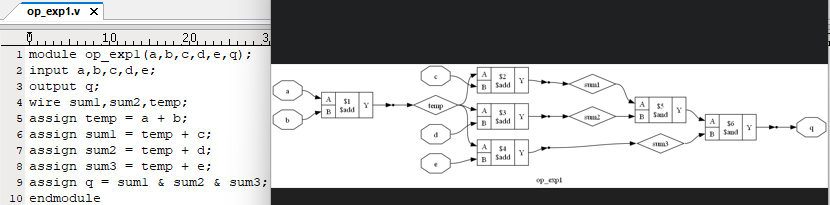 op_exp1.v X
0 10 20 3
1 module op_exp1(a,b,c,d,e,q);
2 input a,b,c,d,e;
3 output q;
4 wire sum1,sum2,temp;
5 assign temp = a + b;
6 assign sum1 = temp + c;
7 assign sum2 = temp + d;
8 assign sum3 = temp + e;
9 assign q = sum1 & sum2 & sum3;
10 endmodule
a
b
A B $1 $add Y
temp
c
d
e
A B $2 $add Y
A B $3 $add Y
A B $4 $add Y
sum1
sum2
sum3
A B $5 $and Y
A B $6 $and Y
q
op_exp1